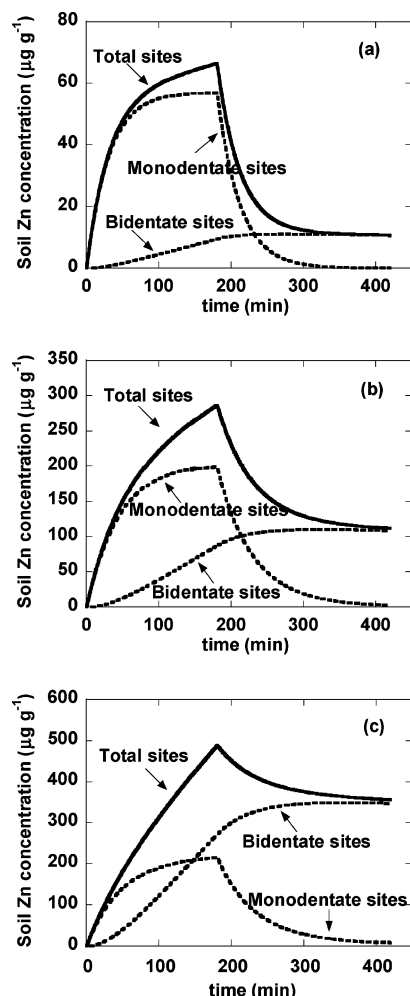 (a)
80
Total sites
60
40
Monodentate sites
20
Bidentate sites
0
0 100 200 300 400
time (min)
Soil Zn concentration (µg g⁻¹)
(b)
350
300
Total sites
250
200
Monodentate sites
150
100
50
Bidentate sites
0
0 100 200 300 400
time (min)
Soil Zn concentration (µg g⁻¹)
(c)
600
500
Total sites
400
300
Bidentate sites
200
100
Monodentate sites
0
0 100 200 300 400
time (min)
Soil Zn concentration (µg g⁻¹)